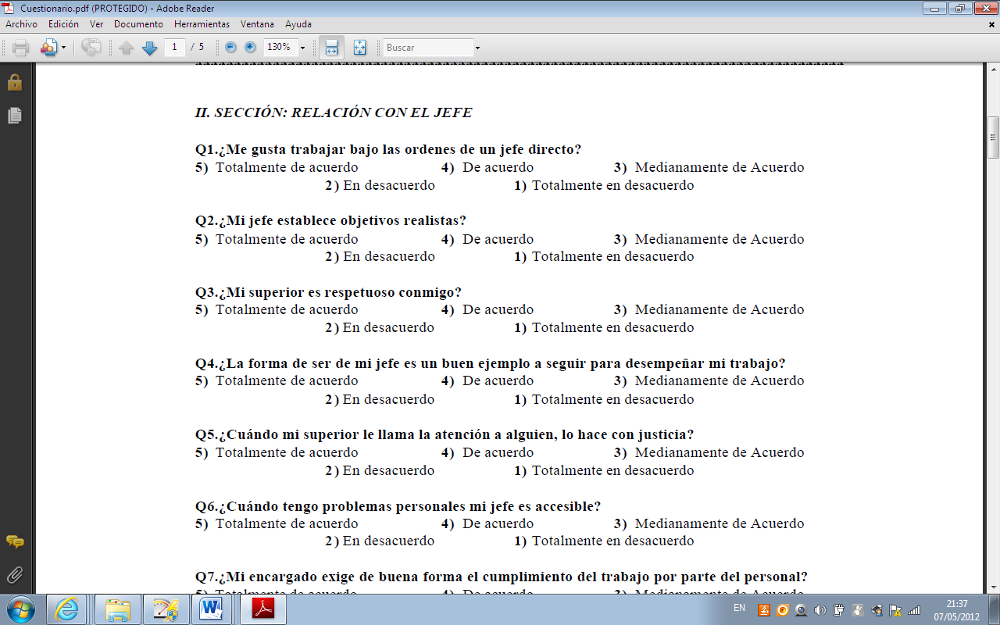 Cuestionario.pdf (PROTEGIDO) - Adobe Reader
Archivo Edición Ver Documento Herramientas Ventana Ayuda
1 / 5 130% Buscar
II. SECCIÓN: RELACIÓN CON EL JEFE
Q1.¿Me gusta trabajar bajo las ordenes de un jefe directo?
5) Totalmente de acuerdo 4) De acuerdo 3) Medianamente de Acuerdo
2) En desacuerdo 1) Totalmente en desacuerdo
Q2.¿Mi jefe establece objetivos realistas?
5) Totalmente de acuerdo 4) De acuerdo 3) Medianamente de Acuerdo
2) En desacuerdo 1) Totalmente en desacuerdo
Q3.¿Mi superior es respetuoso conmigo?
5) Totalmente de acuerdo 4) De acuerdo 3) Medianamente de Acuerdo
2) En desacuerdo 1) Totalmente en desacuerdo
Q4.¿La forma de ser de mi jefe es un buen ejemplo a seguir para desempeñar mi trabajo?
5) Totalmente de acuerdo 4) De acuerdo 3) Medianamente de Acuerdo
2) En desacuerdo 1) Totalmente en desacuerdo
Q5.¿Cuándo mi superior le llama la atención a alguien, lo hace con justicia?
5) Totalmente de acuerdo 4) De acuerdo 3) Medianamente de Acuerdo
2) En desacuerdo 1) Totalmente en desacuerdo
Q6.¿Cuándo tengo problemas personales mi jefe es accesible?
5) Totalmente de acuerdo 4) De acuerdo 3) Medianamente de Acuerdo
2) En desacuerdo 1) Totalmente en desacuerdo
Q7.¿Mi encargado exige de buena forma el cumplimiento del trabajo por parte del personal?
5) Totalmente de acuerdo 4) De acuerdo 3) Medianamente de Acuerdo
EN 21:37
07/05/2012